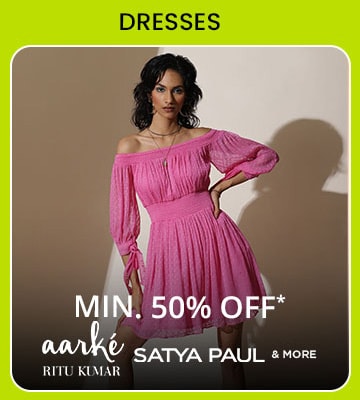 DRESSES
MIN. 50% OFF*
aarké
RITU KUMAR
SATYA PAUL & MORE